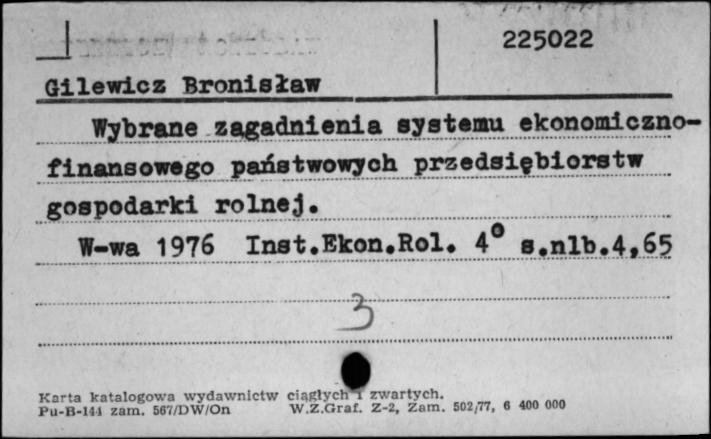 225022
Gilewicz Bronisław
Wybrane zagadnienia systemu ekonomiczno-
finansowego państwowych przedsiębiorstw
gospodarki rolnej.
W-wa 1976 Inst.Ekon.Rol. 4° s.nlb.4,65
3
Karta katalogowa wydawnictw ciągłych i zwartych.
Pu-B-144 zam. 567/DW/On W.Z.Graf. Z-2, Zam. 502/77, 6 400 000